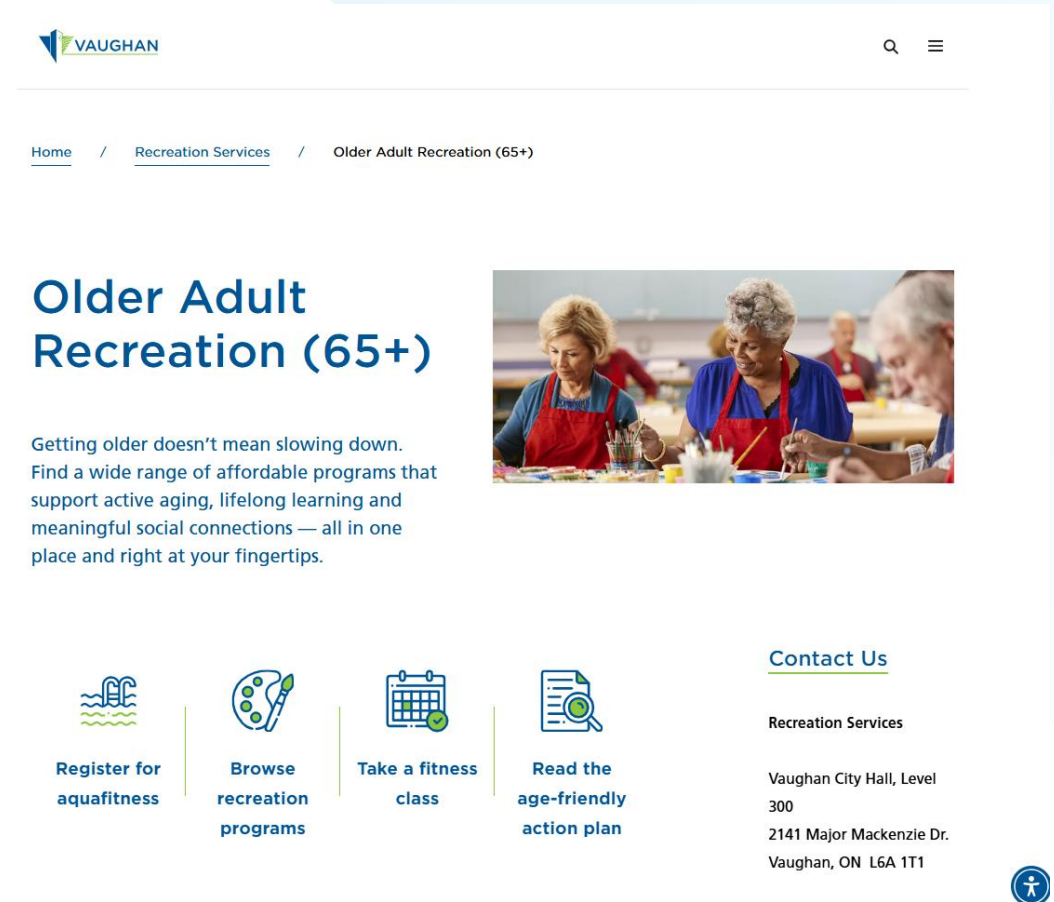 VAUGHAN
Home / Recreation Services / Older Adult Recreation (65+)
Older Adult
Recreation (65+)
Getting older doesn't mean slowing down.
Find a wide range of affordable programs that
support active aging, lifelong learning and
meaningful social connections — all in one
place and right at your fingertips.
Register for
aquafitness
Browse
recreation
programs
Take a fitness
class
Read the
age-friendly
action plan
Contact Us
Recreation Services
Vaughan City Hall, Level
300
2141 Major Mackenzie Dr.
Vaughan, ON L6A 1T1